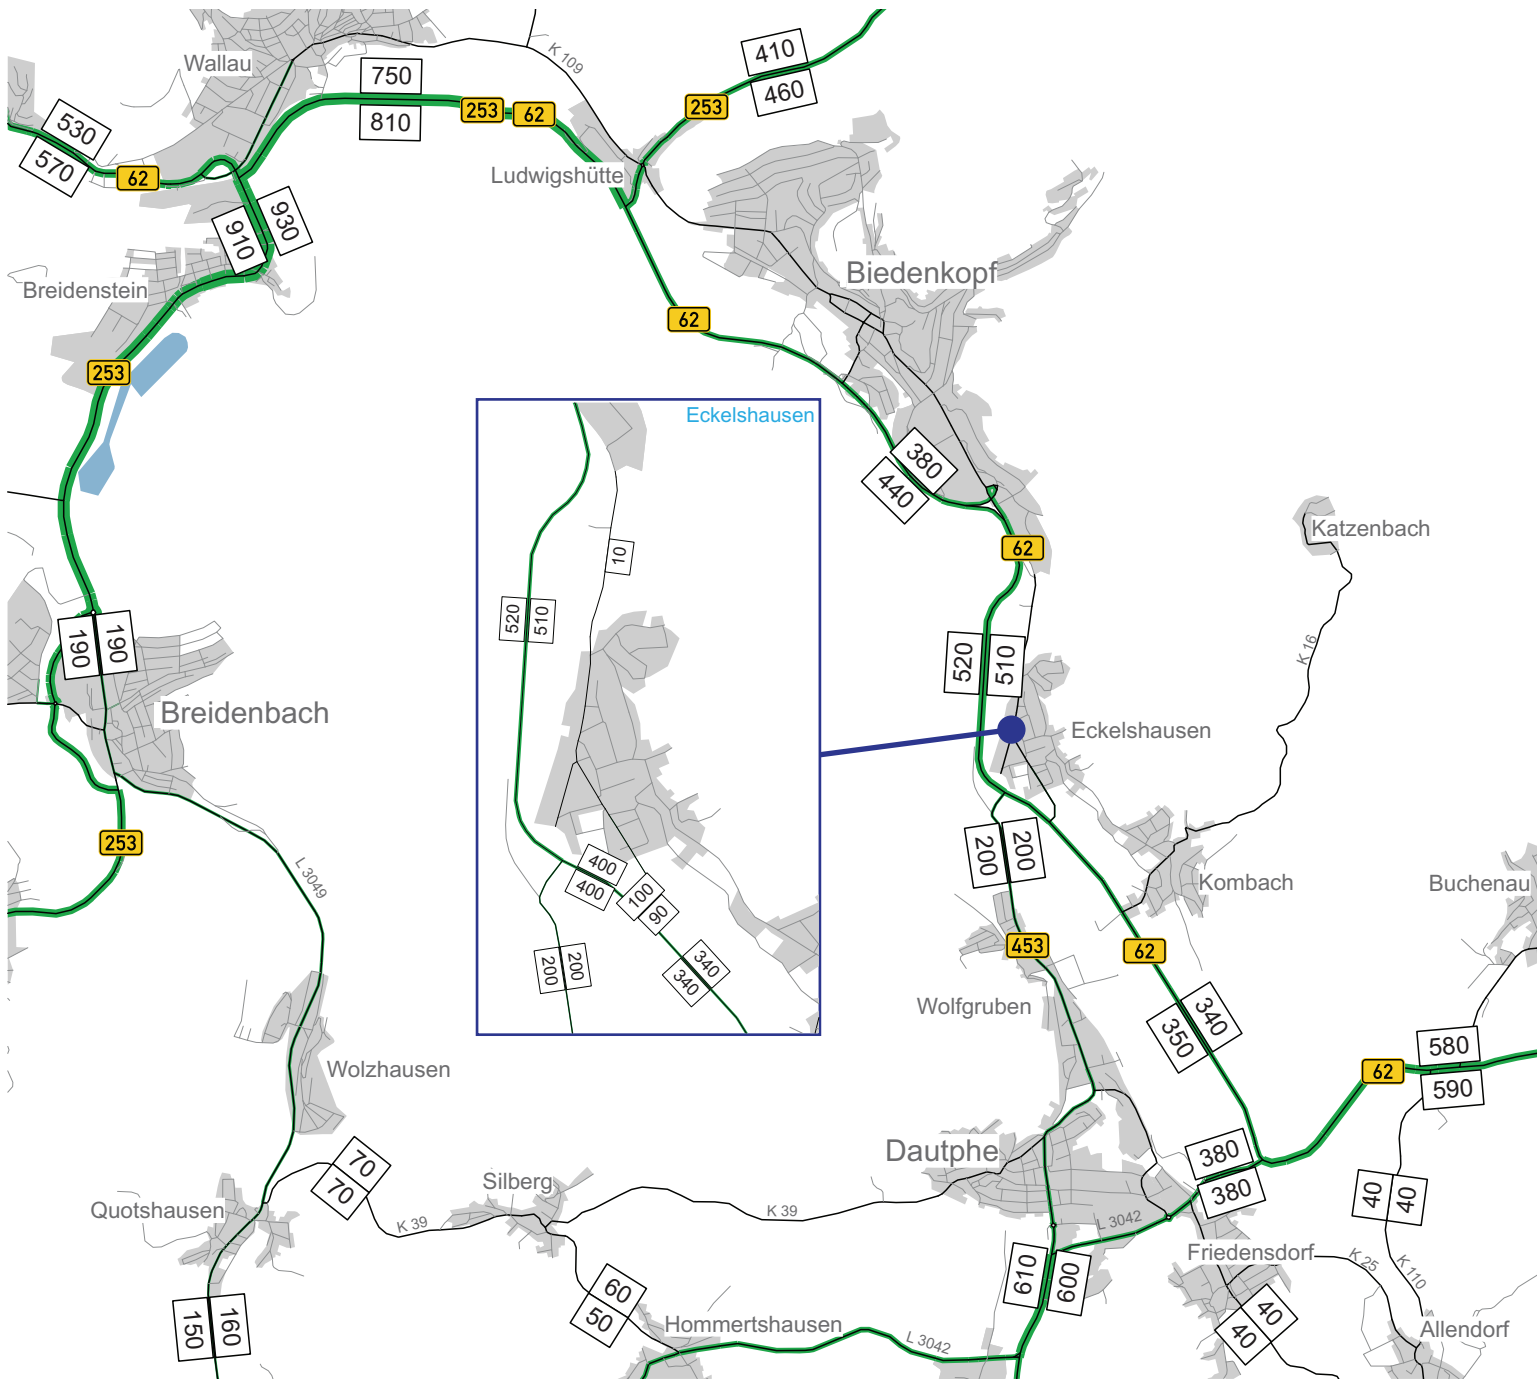 410
460
K 109
Wallau
750
810
253
62
253
530
570
62
Ludwigshütte
930
910
Biedenkopf
Breidenstein
62
253
Eckelshausen
380
440
Katzenbach
62
10
520
510
190
190
520
510
K 16
Breidenbach
Eckelshausen
253
200
200
400
400
100
90
L 3049
Kombach
Buchenau
453
62
200
200
340
340
Wolfgruben
340
350
580
590
62
Wolzhausen
Dautphe
380
380
70
70
Silberg
40
40
Quotshausen
K 39
K 39
L 3042
Friedensdorf
K 25
K 110
610
600
60
50
40
40
150
160
Hommertshausen
L 3042
Allendorf